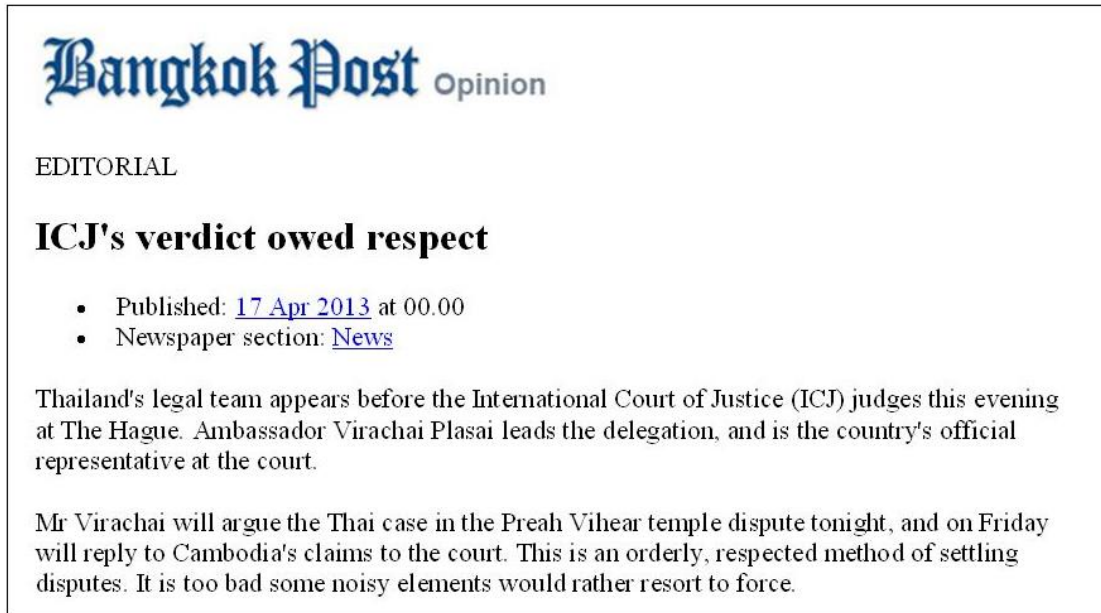 Bangkok Post Opinion
EDITORIAL
ICJ's verdict owed respect
• Published: 17 Apr 2013 at 00.00
• Newspaper section: News
Thailand's legal team appears before the International Court of Justice (ICJ) judges this evening
at The Hague. Ambassador Virachai Plasai leads the delegation, and is the country's official
representative at the court.
Mr Virachai will argue the Thai case in the Preah Vihear temple dispute tonight, and on Friday
will reply to Cambodia's claims to the court. This is an orderly, respected method of settling
disputes. It is too bad some noisy elements would rather resort to force.